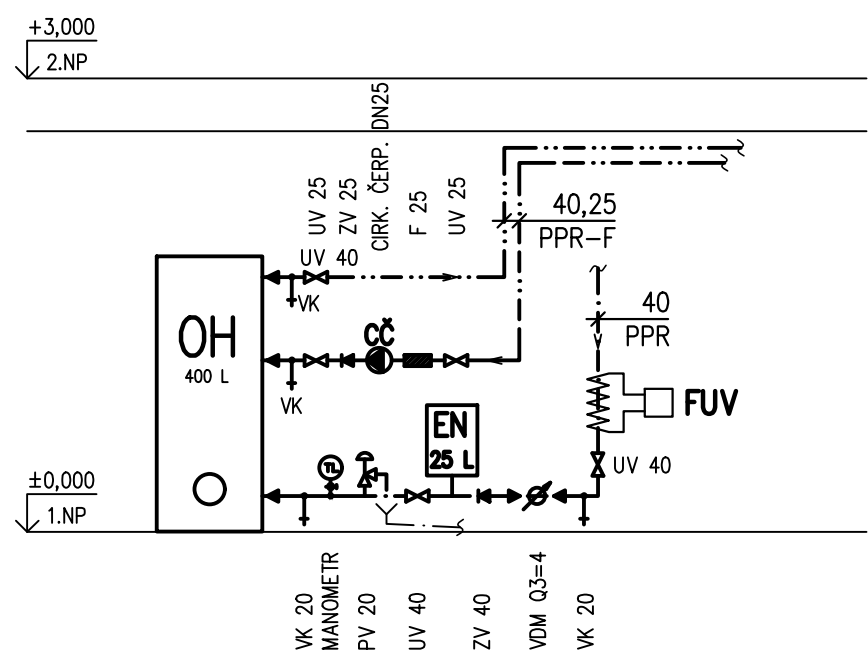 +3,000
2.NP
UV 25
ZV 25
CIRK. ČERP. DN25
F 25
UV 25
40,25
PPR-F
UV 40
VK
40
PPR
OH
400 L
CČ
VK
FUV
EN
25 L
TL
UV 40
±0,000
1.NP
VK 20
MANOMETR
PV 20
UV 40
ZV 40
VDM Q3=4
VK 20